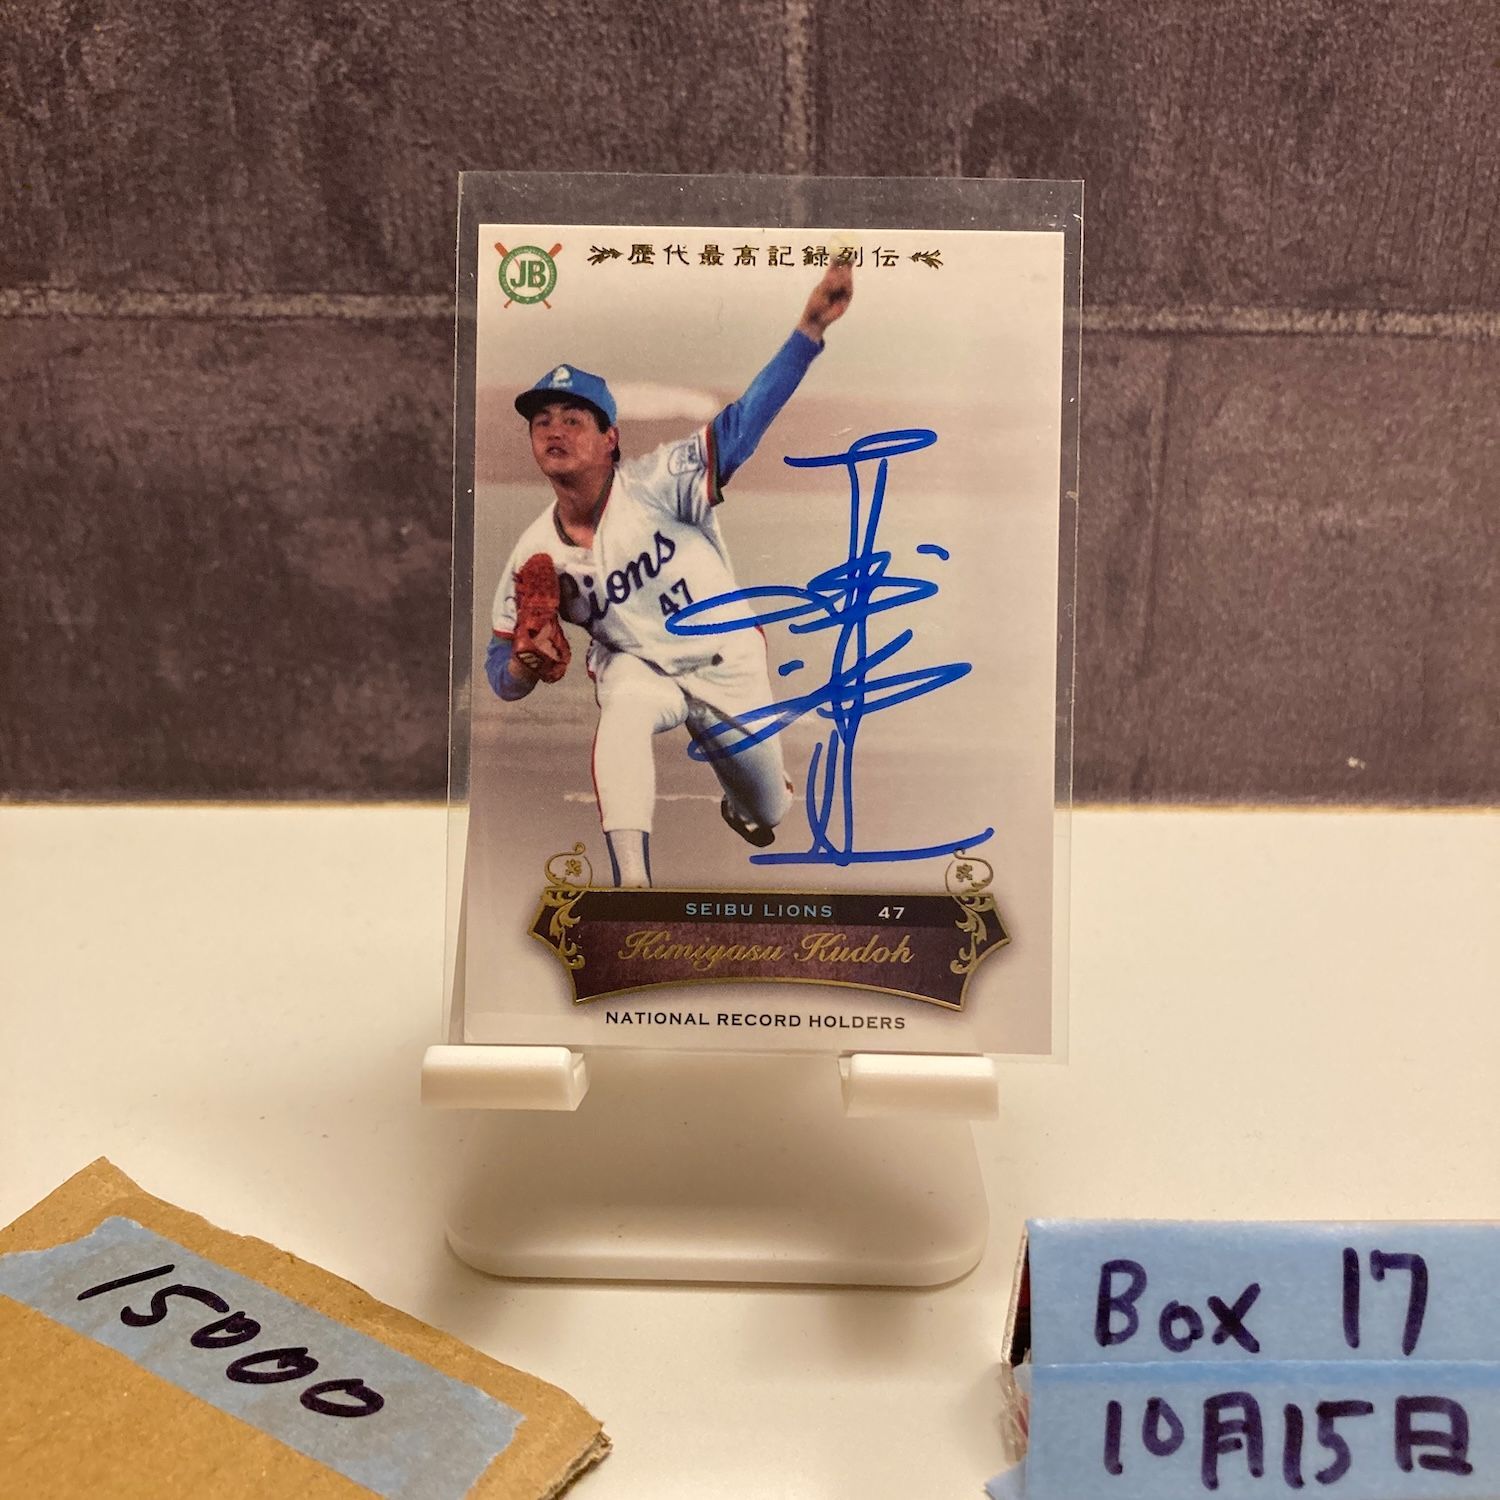 JB
歴代最高記録列伝
Lions
47
SEIBU LIONS 47
Kimiyasu Kudoh
NATIONAL RECORD HOLDERS
15000
Box 17
10月15日